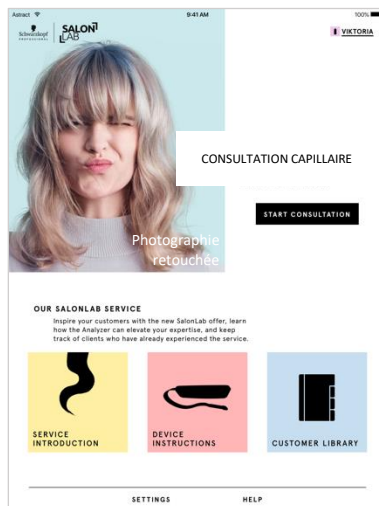 Astract 9:41 AM 100%
Schwarzkopf
PROFESSIONAL
SALON
LAB
VIKTORIA
CONSULTATION CAPILLAIRE
START CONSULTATION
Photographie
retouchée
OUR SALONLAB SERVICE
Inspire your customers with the new SalonLab offer, learn
how the Analyzer can elevate your expertise, and keep
track of clients who have already experienced the service.
SERVICE
INTRODUCTION
DEVICE
INSTRUCTIONS
CUSTOMER LIBRARY
SETTINGS HELP